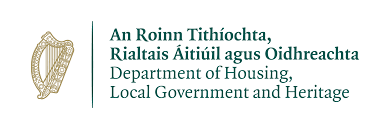 An Roinn Tithíochta,
Rialtais Áitiúil agus Oidhreachta
Department of Housing,
Local Government and Heritage